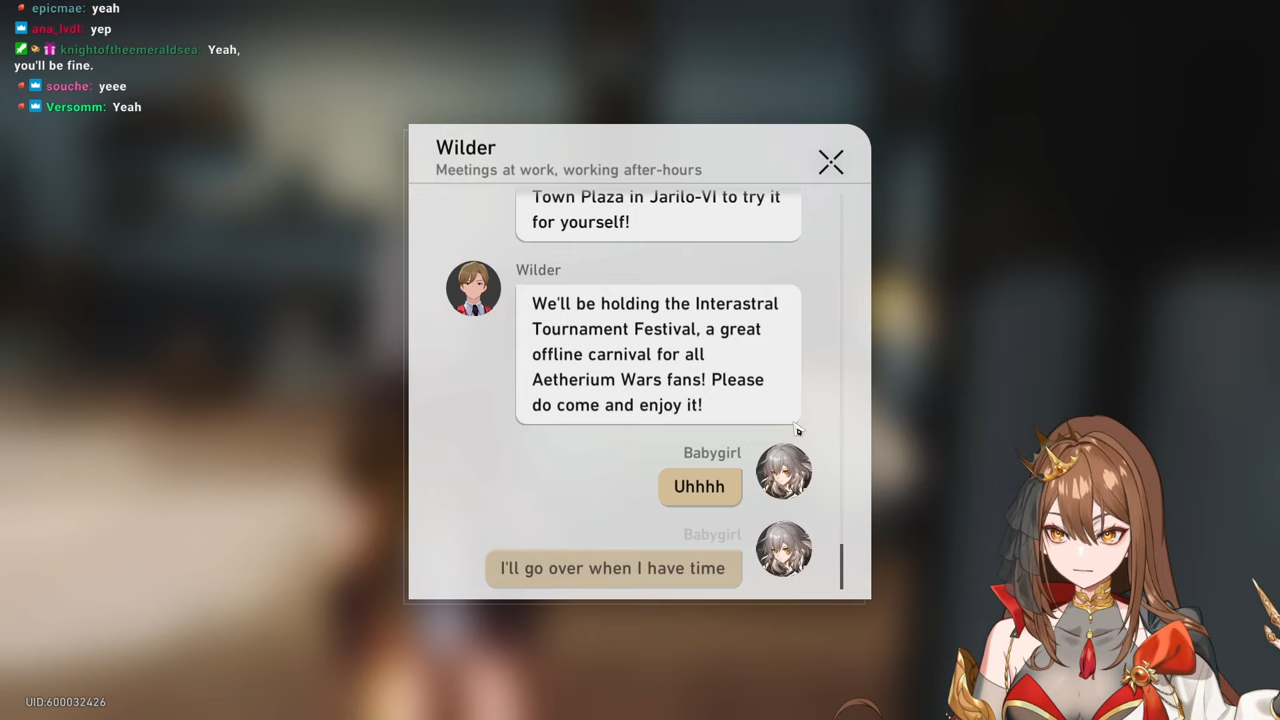 epicmae: yeah
ana_lvdl: yep
knightoftheemeraldsea: Yeah,
you'll be fine.
souche: yeee
Versomm: Yeah
Wilder
Meetings at work, working after-hours
Town Plaza in Jarilo-VI to try it
for yourself!
Wilder
We'll be holding the Interastral
Tournament Festival, a great
offline carnival for all
Aetherium Wars fans! Please
do come and enjoy it!
Babygirl
Uhhhh
Babygirl
I'll go over when I have time
UID:600032426